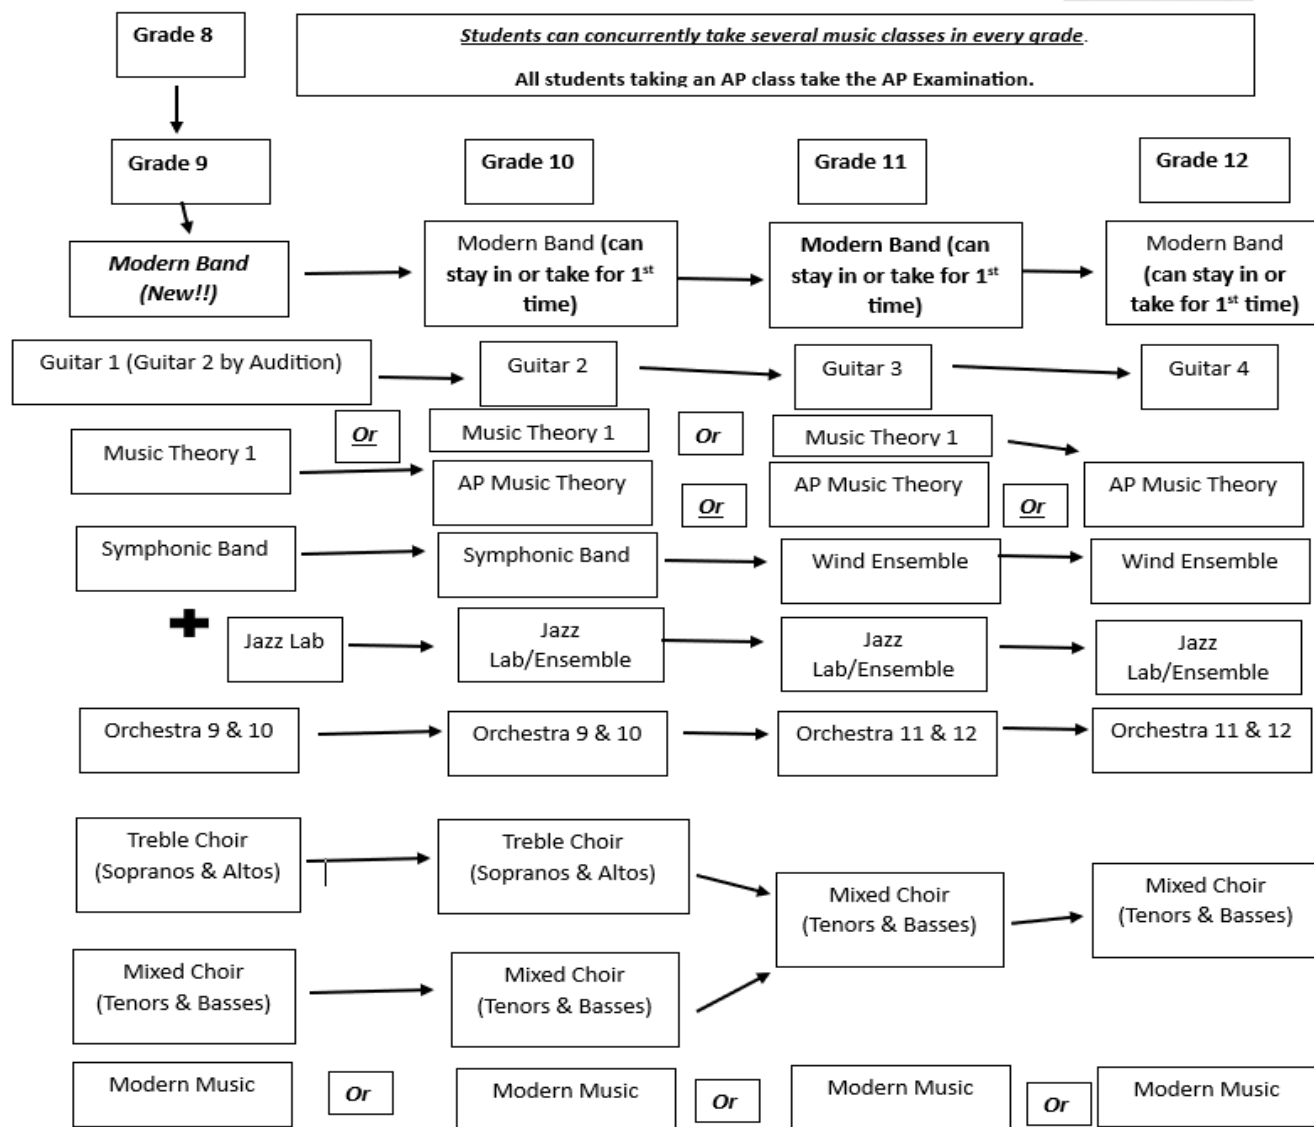 Grade 8
Students can concurrently take several music classes in every grade.
All students taking an AP class take the AP Examination.
Grade 9
Grade 10
Grade 11
Grade 12
Modern Band
(New!!)
Modern Band (can
stay in or take for 1st
time)
Modern Band (can
stay in or take for 1st
time)
Modern Band
(can stay in or
take for 1st time)
Guitar 1 (Guitar 2 by Audition)
Guitar 2
Guitar 3
Guitar 4
Music Theory 1
Or
Music Theory 1
AP Music Theory
Or
Or
Music Theory 1
AP Music Theory
Or
AP Music Theory
Symphonic Band
Symphonic Band
Wind Ensemble
Wind Ensemble
Jazz Lab
Jazz
Lab/Ensemble
Jazz
Lab/Ensemble
Jazz
Lab/Ensemble
Orchestra 9 & 10
Orchestra 9 & 10
Orchestra 11 & 12
Orchestra 11 & 12
Treble Choir
(Sopranos & Altos)
Treble Choir
(Sopranos & Altos)
Mixed Choir
(Tenors & Basses)
Mixed Choir
(Tenors & Basses)
Mixed Choir
(Tenors & Basses)
Mixed Choir
(Tenors & Basses)
Modern Music
Or
Modern Music
Or
Modern Music
Or
Modern Music